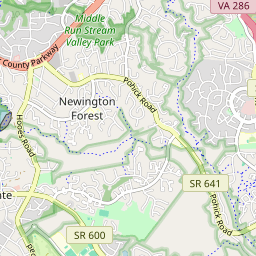 VA 286
Middle
Run Stream
Valley Park
County Parkway
Pohick Road
Newington
Forest
Hooes Road
SR 641
Pohick Road
SR 600